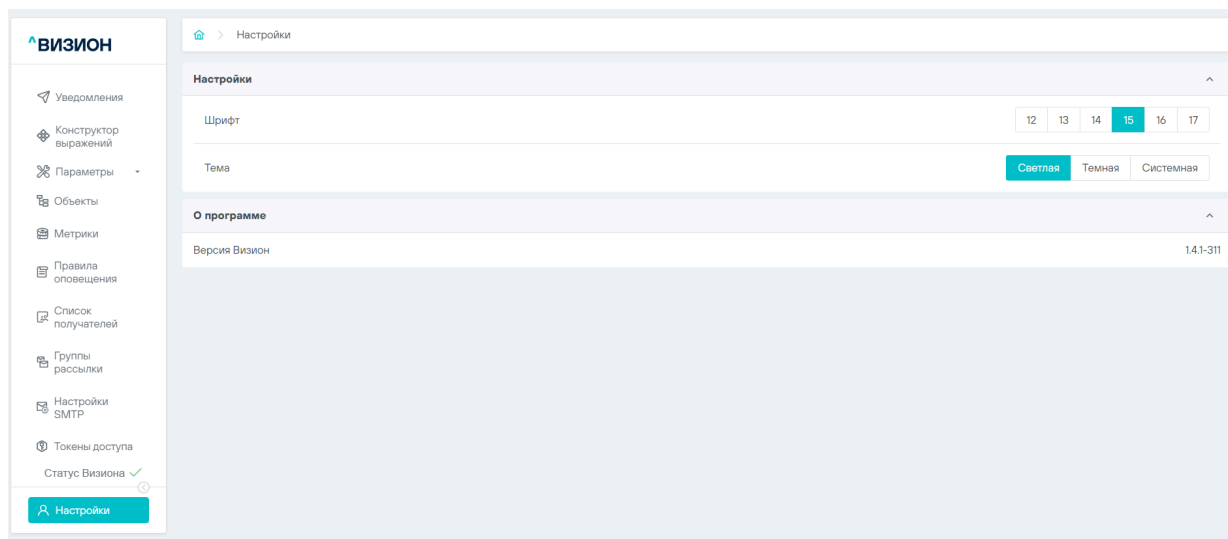 ^ВИЗИОН
Уведомления
Конструктор
выражений
Параметры
Объекты
Метрики
Правила
оповещения
Список
получателей
Группы
рассылки
Настройки
SMTP
Токены доступа
Статус Визиона
Настройки
Настройки
Настройки
Шрифт 12 13 14 15 16 17
Тема Светлая Темная Системная
О программе
Версия Визион 1.4.1-311